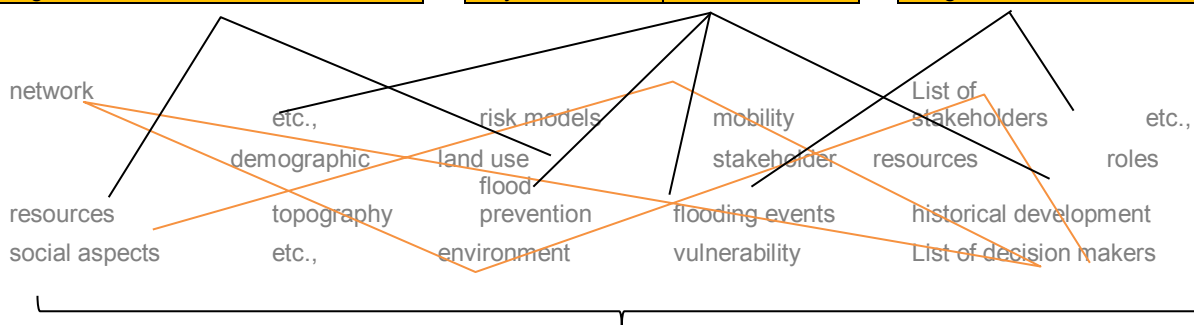 network List of
etc., risk models mobility stakeholders etc.,
demographic land use stakeholder resources roles
flood
resources topography prevention flooding events historical development
social aspects etc., environment vulnerability List of decision makers